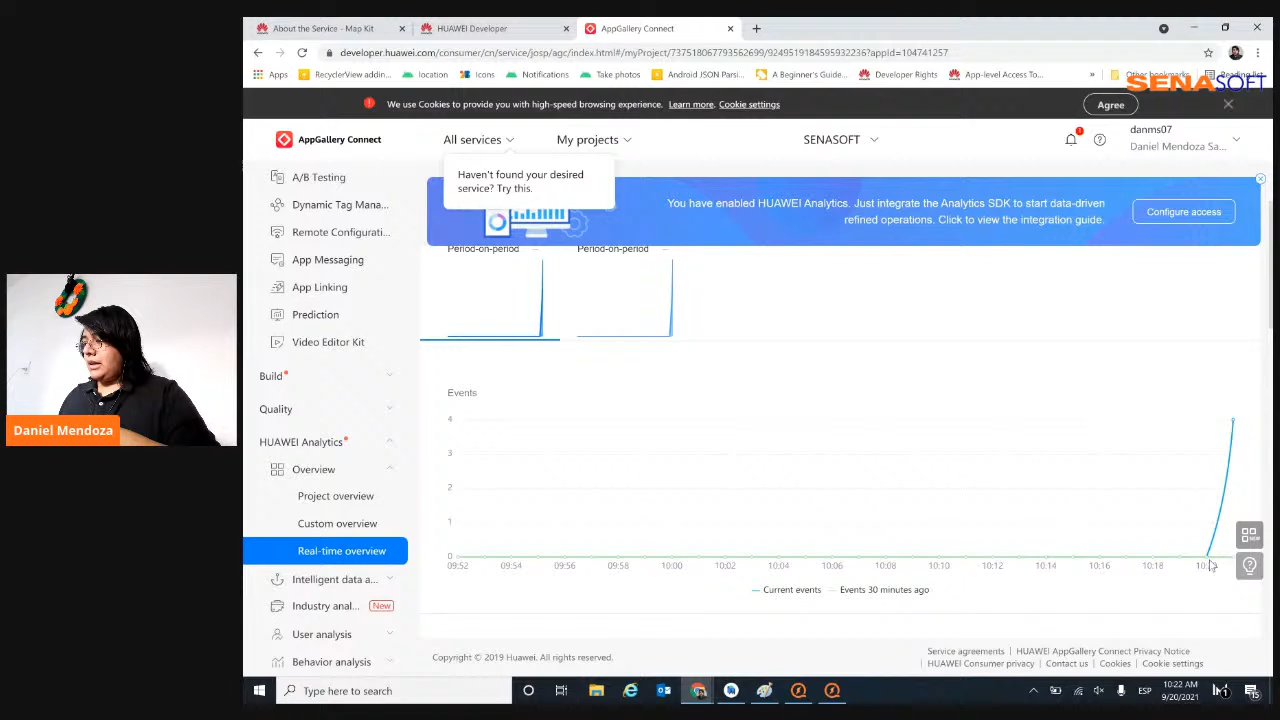 About the Service - Map Kit
HUAWEI Developer
AppGallery Connect
developer.huawei.com/consumer/cn/service/josp/agc/index.html#/myProject/737518067793562699/9249519184595932236?appId=104741257
Apps
RecyclerView addin...
location
Icons
Notifications
Take photos
Android JSON Parsi...
A Beginner's Guide...
Developer Rights
App-level Access To...
»
Other bookmarks
Reading list
SENASOFT
We use Cookies to provide you with high-speed browsing experience. Learn more. Cookie settings
Agree
AppGallery Connect
All services
My projects
SENASOFT
1
danms07
Daniel Mendoza Sa...
Haven't found your desired
service? Try this.
You have enabled HUAWEI Analytics. Just integrate the Analytics SDK to start data-driven
refined operations. Click to view the integration guide.
Configure access
A/B Testing
Dynamic Tag Mana...
Remote Configurati...
App Messaging
App Linking
Prediction
Video Editor Kit
Build
Quality
HUAWEI Analytics
Overview
Project overview
Custom overview
Real-time overview
Intelligent data a...
Industry anal...
New
User analysis
Behavior analysis
Period-on-period
--
Period-on-period
--
Events
4
3
2
1
0
09:52
09:54
09:56
09:58
10:00
10:02
10:04
10:06
10:08
10:10
10:12
10:14
10:16
10:18
Current events
Events 30 minutes ago
NEW
Copyright © 2019 Huawei. All rights reserved.
Service agreements
HUAWEI AppGallery Connect Privacy Notice
HUAWEI Consumer privacy
Contact us
Cookies
Cookie settings
Daniel Mendoza
Type here to search
ESP
10:22 AM
9/20/2021
1
15